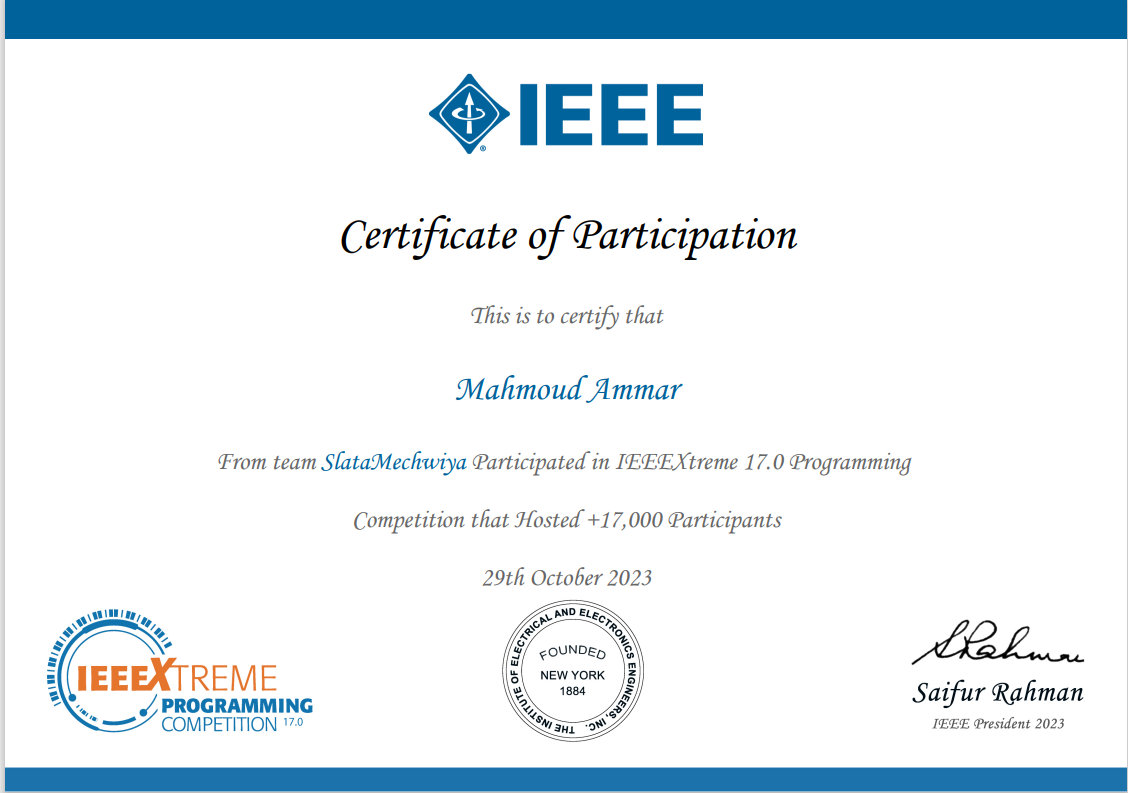 IEEE
®
Certificate of Participation
This is to certify that
Mahmoud Ammar
From team SlataMechwiya Participated in IEEEXtreme 17.0 Programming
Competition that Hosted +17,000 Participants
29th October 2023
IEEEXTREME
PROGRAMMING
COMPETITION 17.0
THE INSTITUTE OF ELECTRICAL AND ELECTRONICS ENGINEERS, INC.
FOUNDED
NEW YORK
1884
SRahman
Saifur Rahman
IEEE President 2023